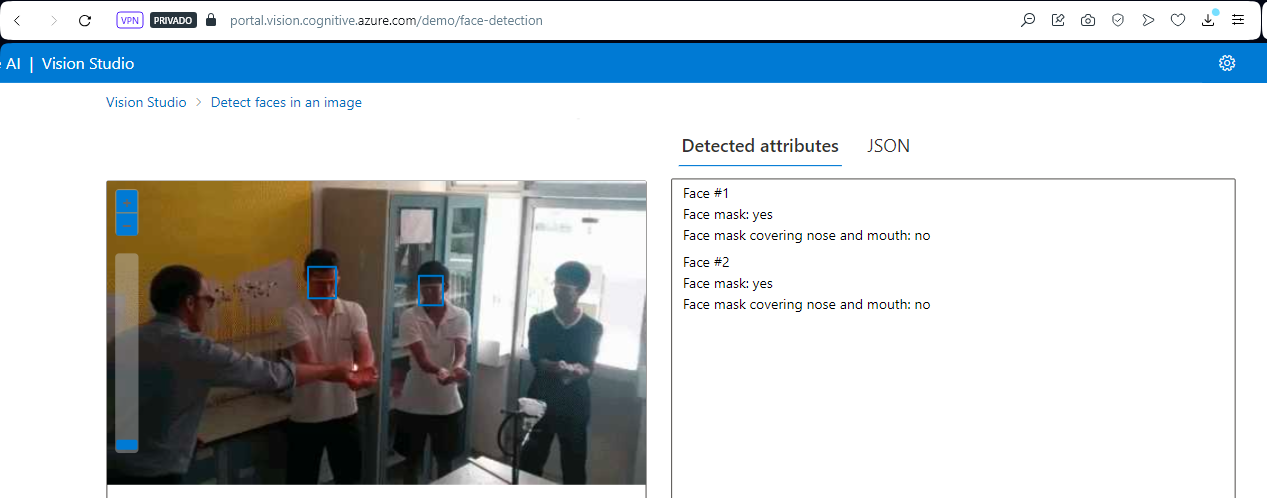 VPN PRIVADO portal.vision.cognitive.azure.com/demo/face-detection
AI | Vision Studio
Vision Studio > Detect faces in an image
Detected attributes JSON
Face #1
Face mask: yes
Face mask covering nose and mouth: no
Face #2
Face mask: yes
Face mask covering nose and mouth: no